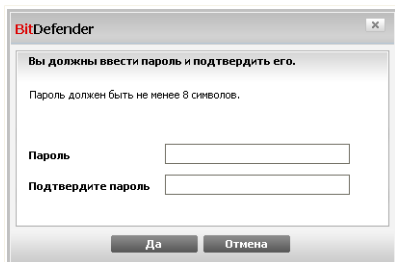 BitDefender
Вы должны ввести пароль и подтвердить его.
Пароль должен быть не менее 8 символов.
Пароль
Подтвердите пароль
Да Отмена